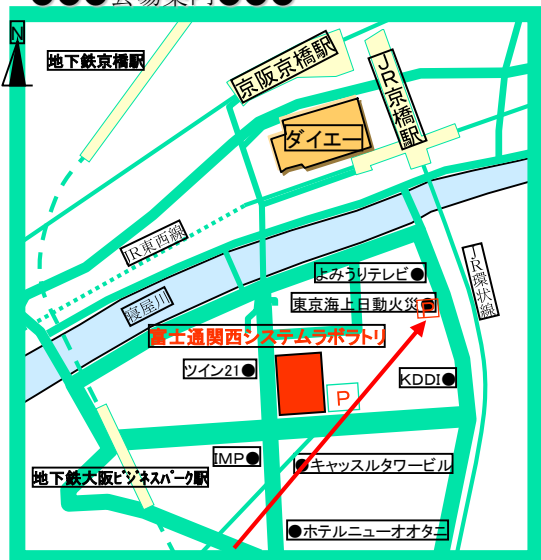 ●●●会場案内●●●
N
地下鉄京橋駅
京阪京橋駅
JR京橋駅
ダイエー
JR東西線
寝屋川
JR環状線
よみうりテレビ●
東京海上日動火災●
富士通関西システムラボラトリ
ツイン21●
P
KDDI●
IMP●
●キャッスルタワービル
地下鉄大阪ビジネスパーク駅
●ホテルニューオオタニ